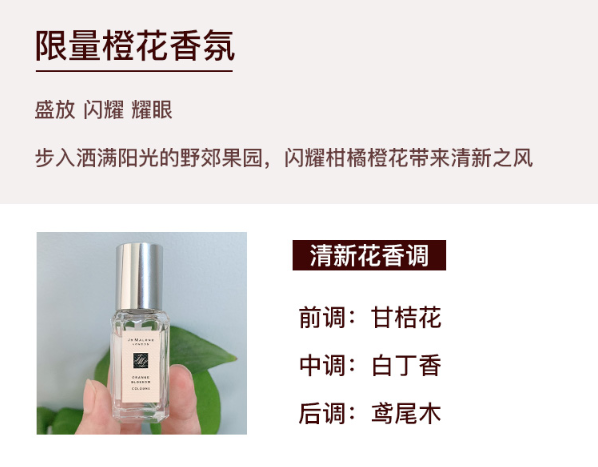 限量橙花香氛
盛放 闪耀 耀眼
步入洒满阳光的野郊果园，闪耀柑橘橙花带来清新之风
清新花香调
前调：甘桔花
中调：白丁香
后调：鸢尾木
JO MALONE
LONDON
ORANGE
BLOSSOM
COLOGNE